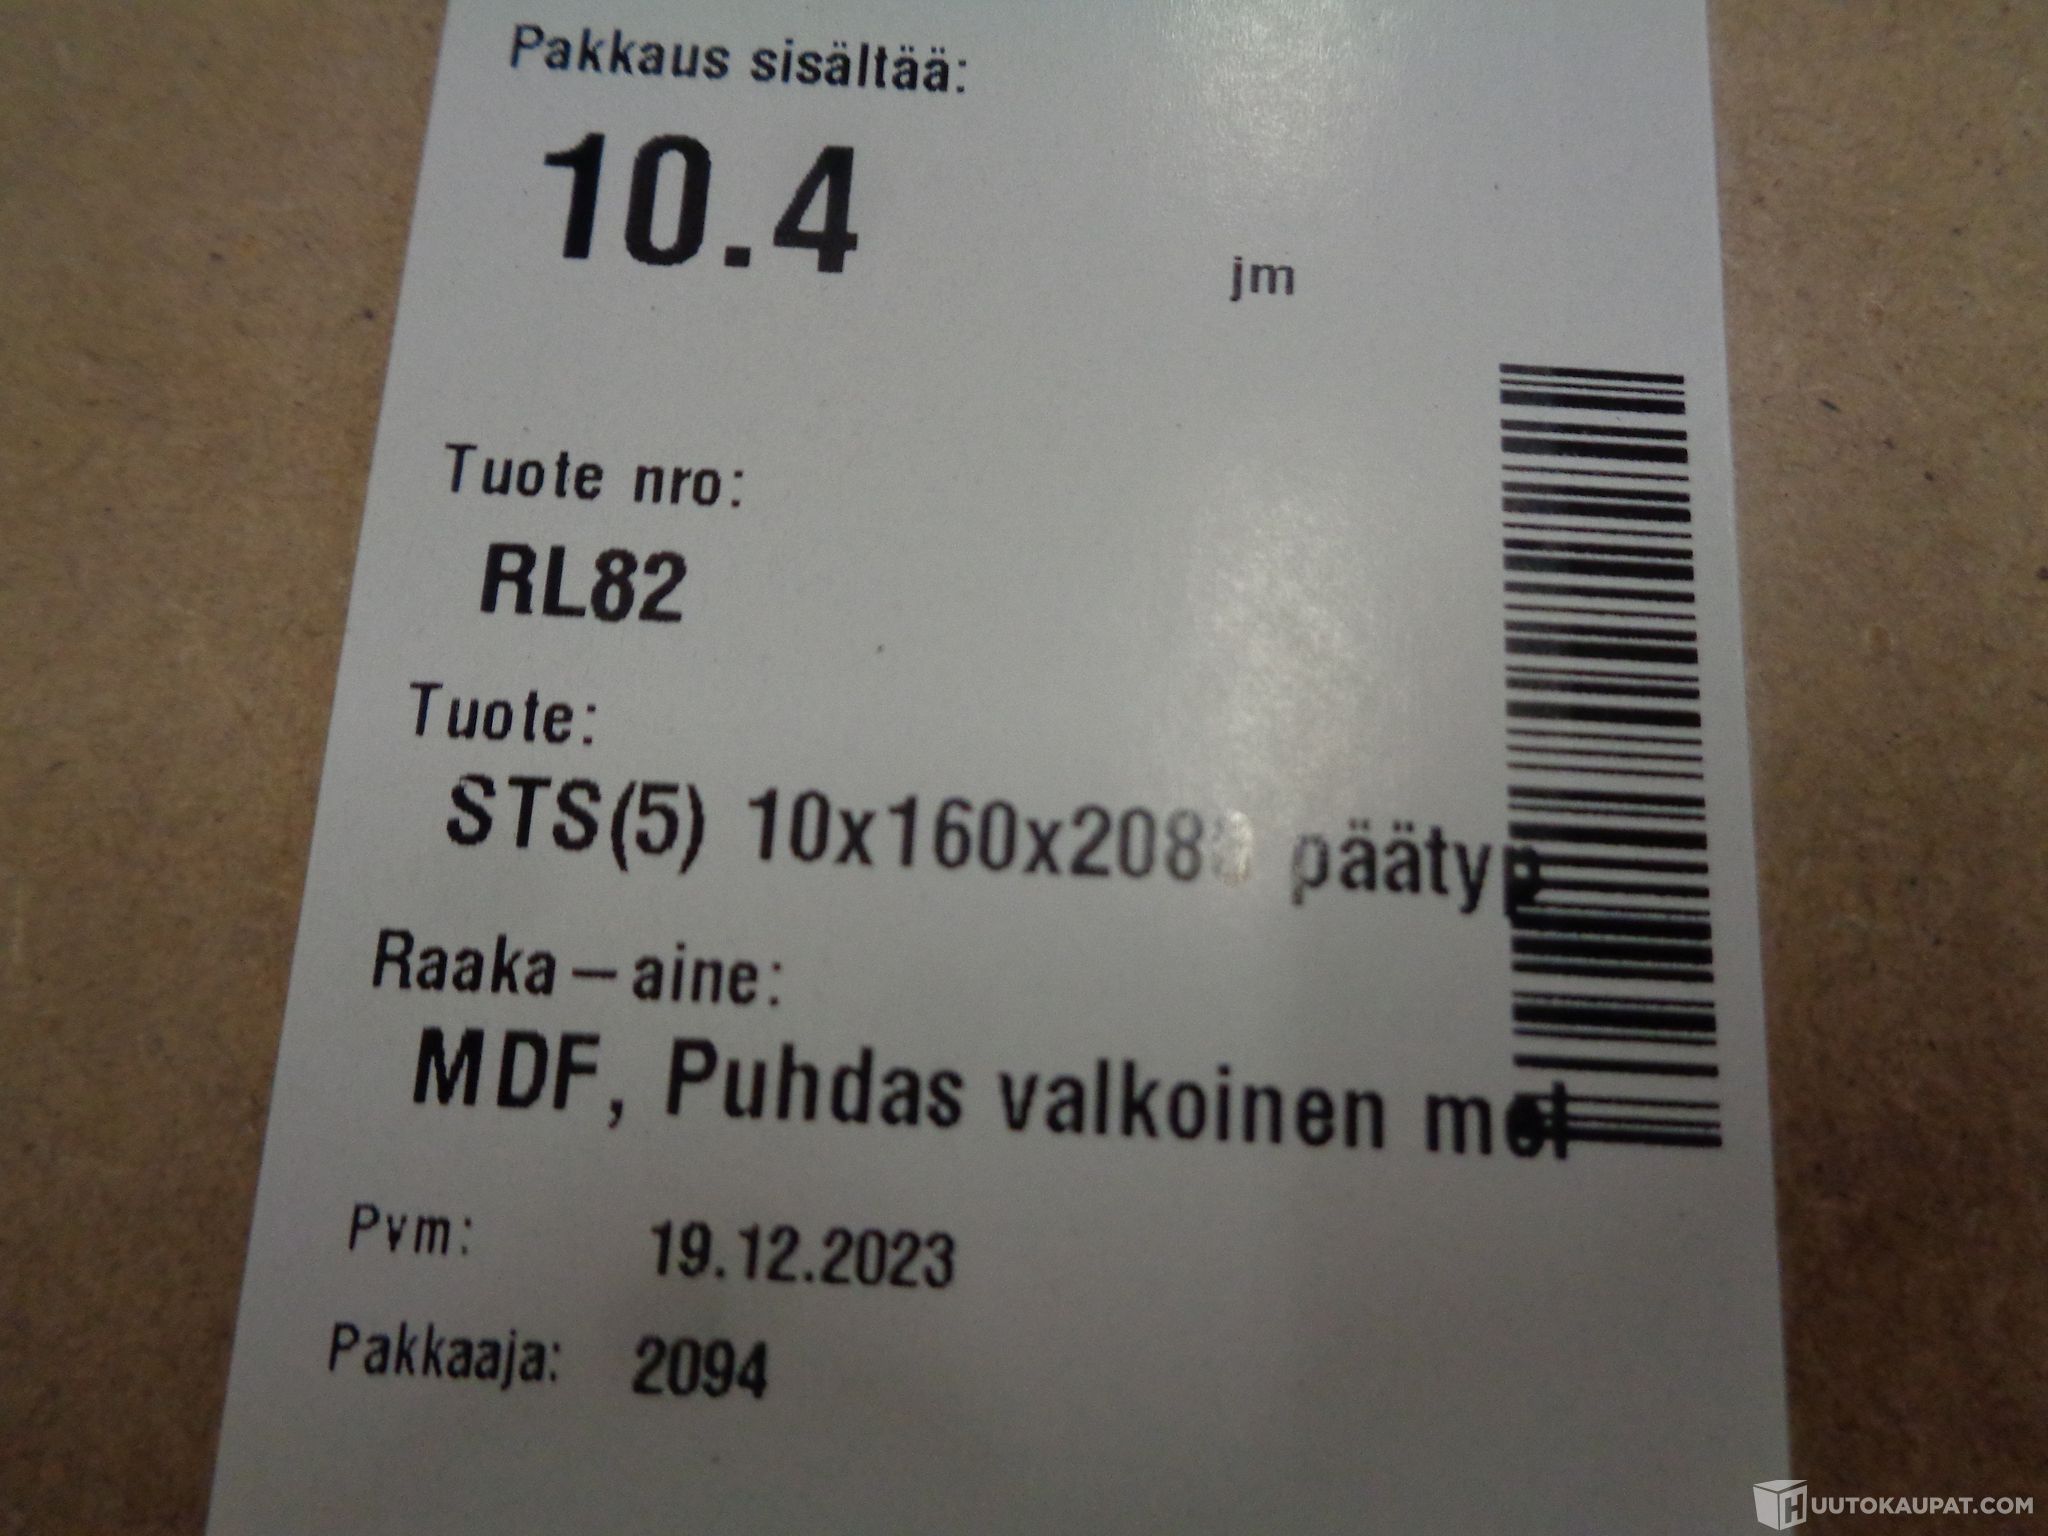 Pakkaus sisältää:
10.4 jm
Tuote nro:
RL82
Tuote:
STS(5) päätyp
Raaka-aine:
MDF, Puhdas valkoinen
Pvm: 19.12.2023
Pakkaaja: 2094
HUUTOKAUPAT.COM